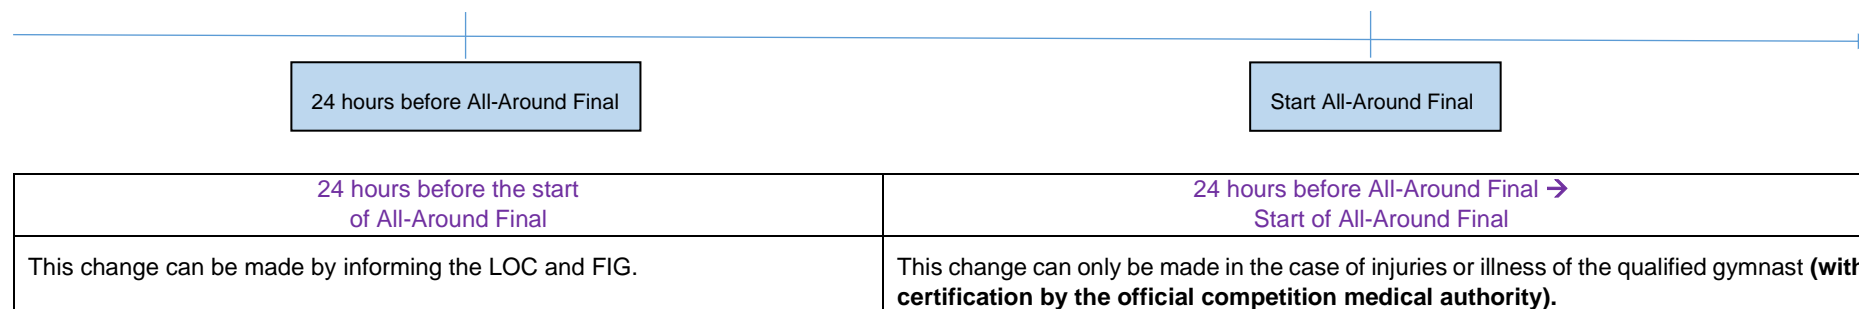 24 hours before All-Around Final
Start All-Around Final
24 hours before the start
of All-Around Final
24 hours before All-Around Final →
Start of All-Around Final
This change can be made by informing the LOC and FIG.
This change can only be made in the case of injuries or illness of the qualified gymnast (with
certification by the official competition medical authority).